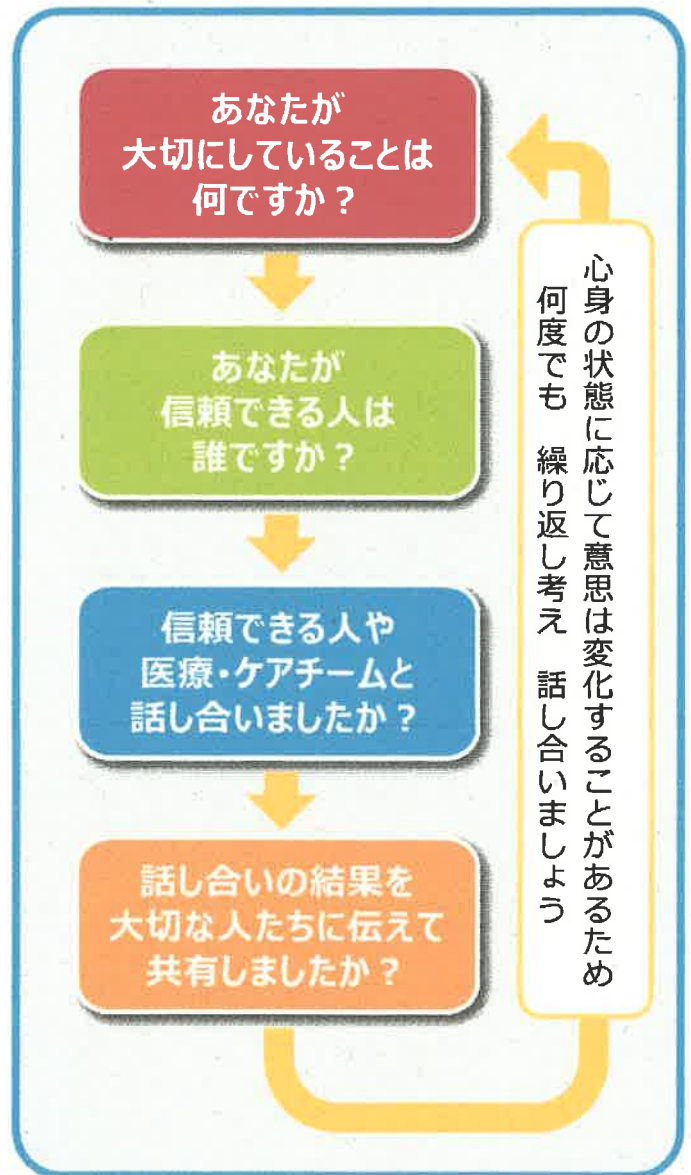 あなたが
大切にしていることは
何ですか？
あなたが
信頼できる人は
誰ですか？
信頼できる人や
医療・ケアチームと
話し合いましたか？
話し合いの結果を
大切な人たちに伝えて
共有しましたか？
心身の状態に応じて意思は変化することがあるため
何度でも　繰り返し考え　話し合いましょう